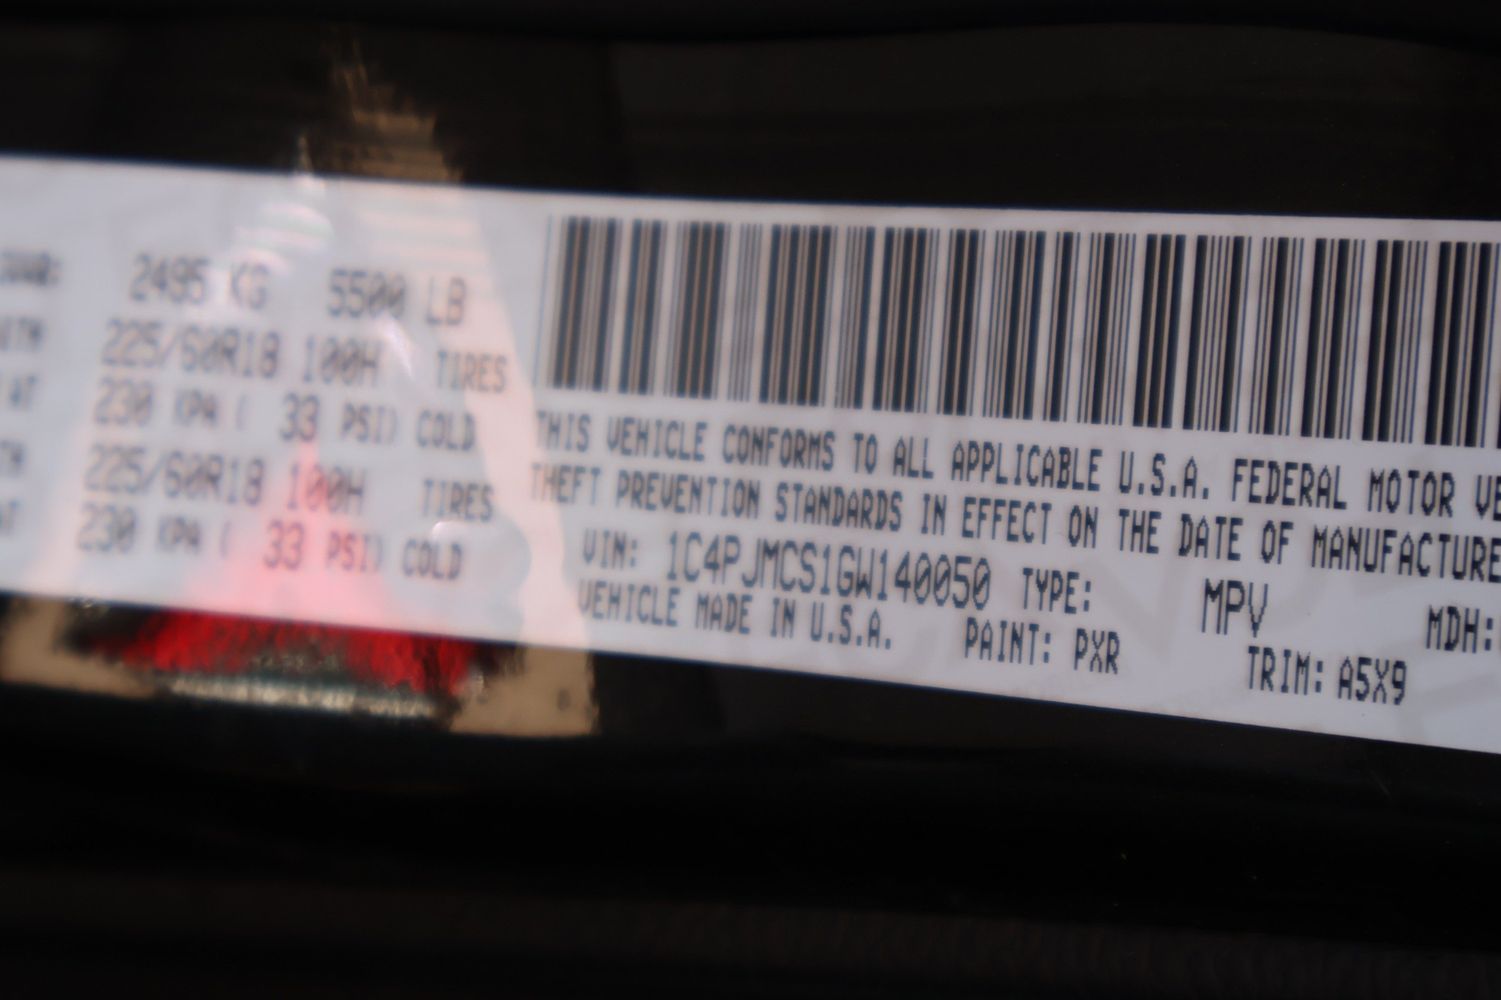 2495 KG 5500 LB
225/60R18 100H TIRES
230 KPA ( 33 PSI) COLD
225/60R18 100H TIRES
230 KPA ( 33 PSI) COLD
THIS VEHICLE CONFORMS TO ALL APPLICABLE U.S.A. FEDERAL MOTOR VE
THEFT PREVENTION STANDARDS IN EFFECT ON THE DATE OF MANUFACTURE
VIN: 1C4PJMCS1GW140050 TYPE: MPV MDH:
VEHICLE MADE IN U.S.A. PAINT: PXR TRIM: A5X9